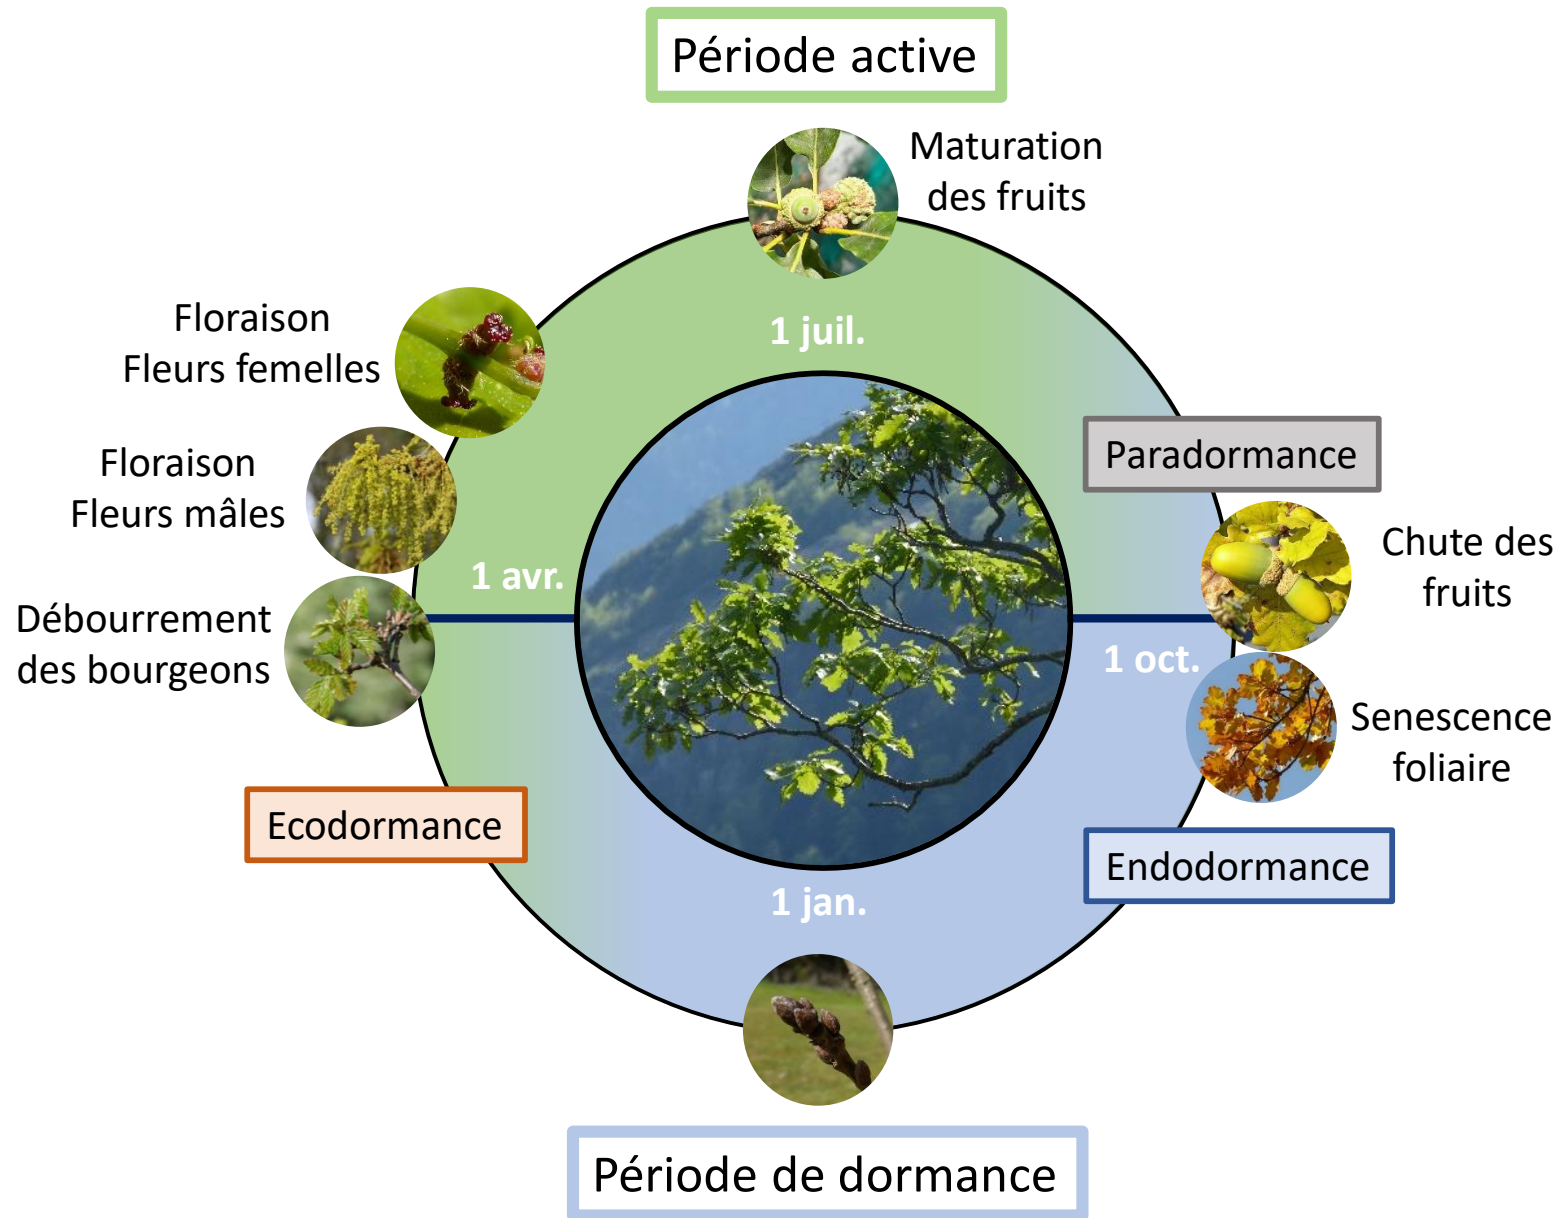 Période active
Maturation
des fruits
1 juil.
Floraison
Fleurs femelles
Floraison
Fleurs mâles
1 avr.
Débourrement
des bourgeons
Paradormance
Chute des
fruits
1 oct.
Senescence
foliaire
Ecodormance
Endodormance
1 jan.
Période de dormance